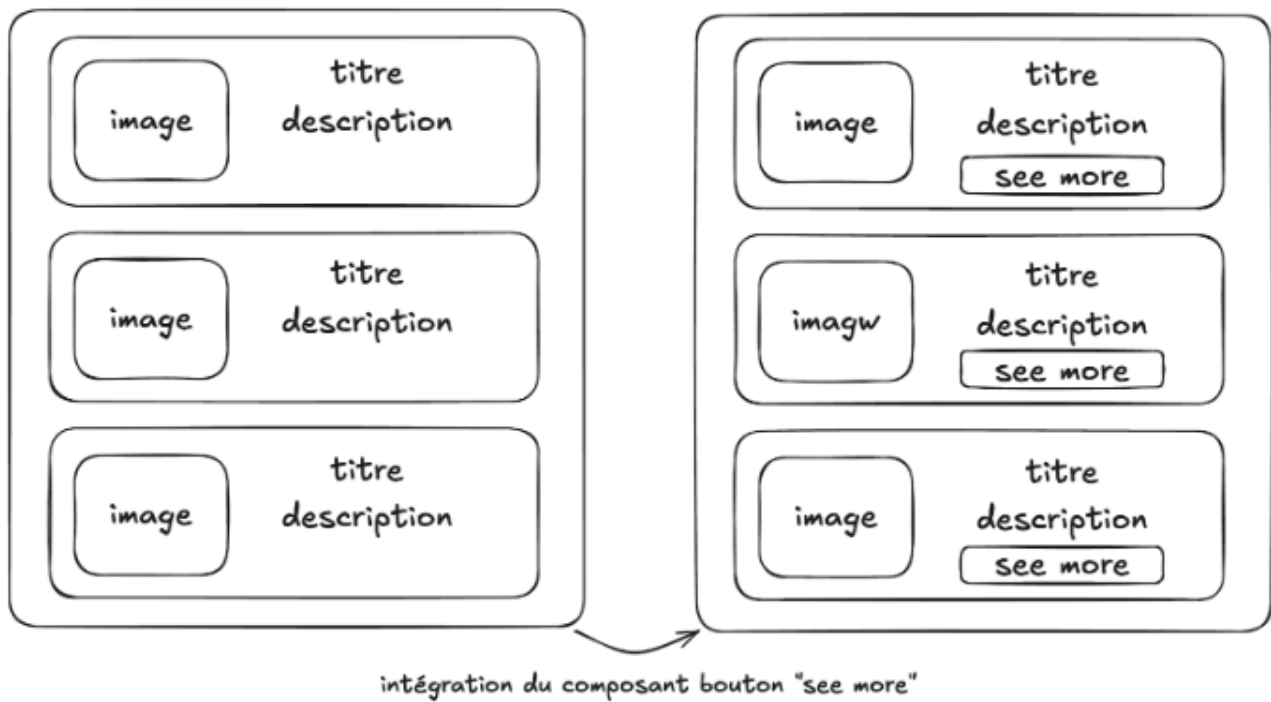 titre
image
description
titre
image
description
titre
image
description
titre
image
description
see more
titre
imagw
description
see more
titre
image
description
see more
intégration du composant bouton "see more"